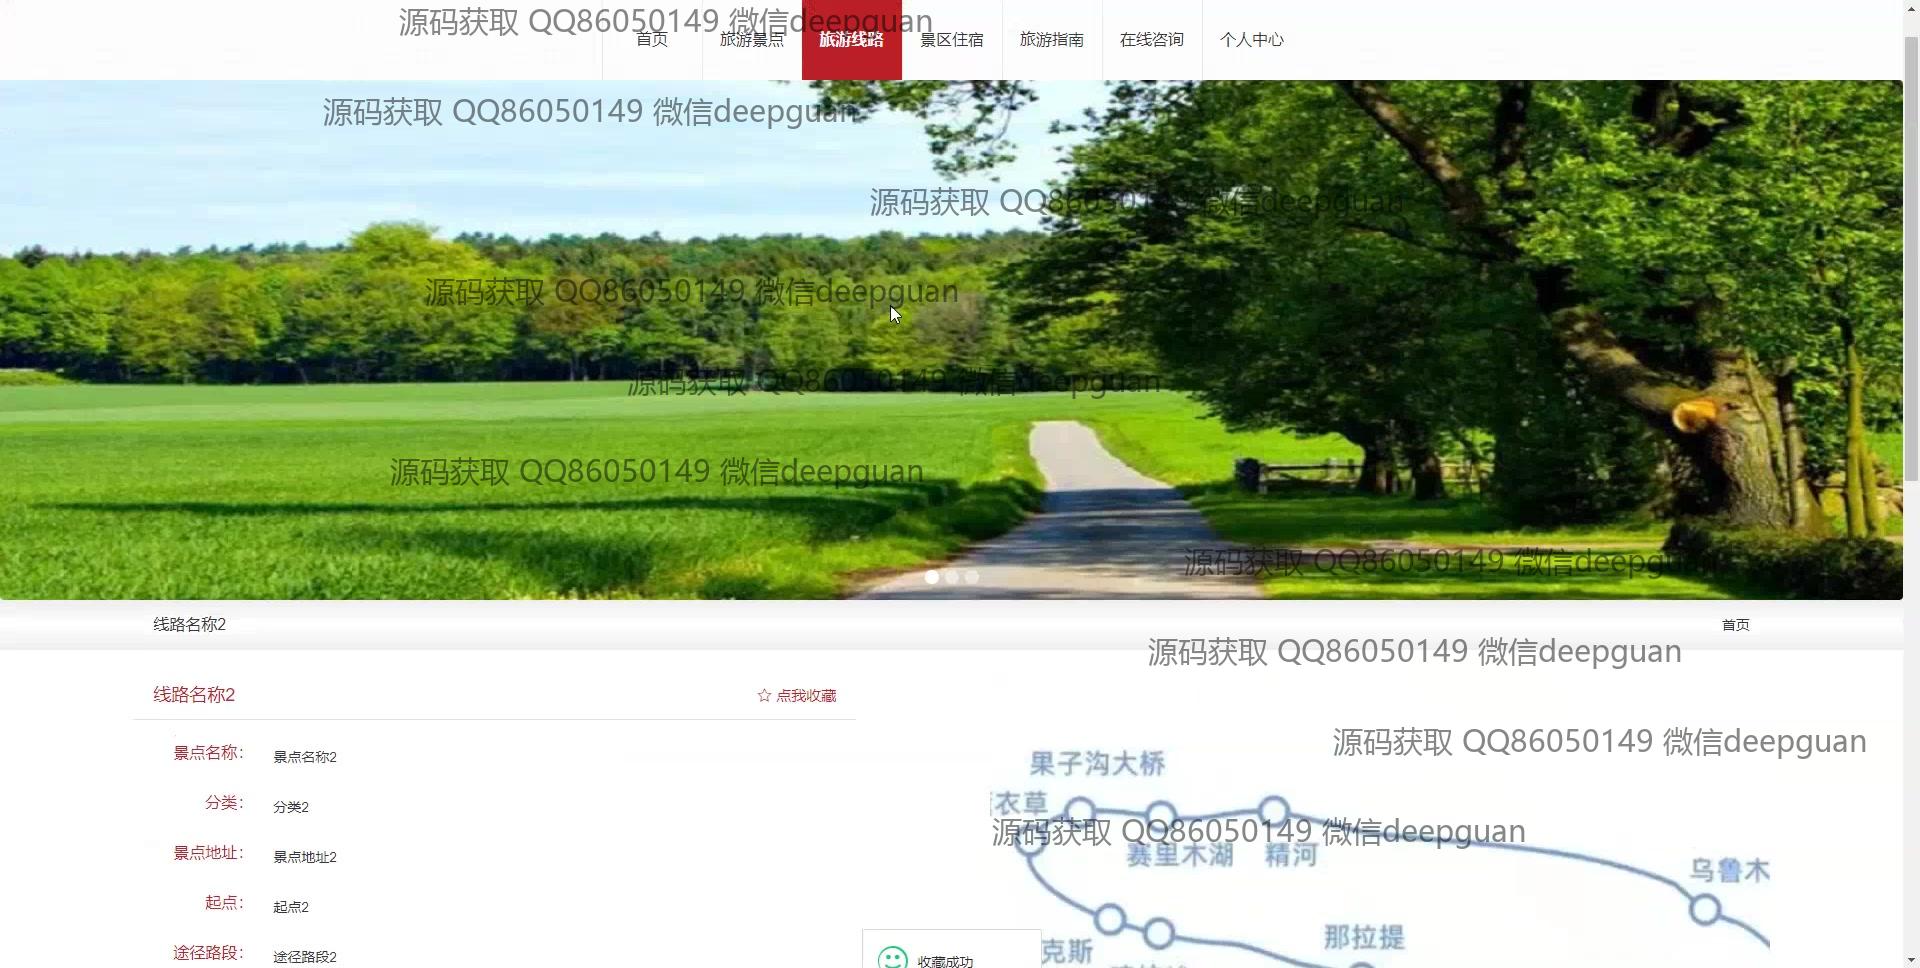 源码获取 QQ86050149 微信deepguan
首页 旅游景点 旅游线路 景区住宿 旅游指南 在线咨询 个人中心
源码获取 QQ86050149 微信deepguan
源码获取 QQ86050149 微信deepguan
源码获取 QQ86050149 微信deepguan
源码获取 QQ86050149 微信deepguan
源码获取 QQ86050149 微信deepguan
源码获取 QQ86050149 微信deepguan
线路名称2 首页
源码获取 QQ86050149 微信deepguan
线路名称2 ☆ 点我收藏
源码获取 QQ86050149 微信deepguan
景点名称: 景点名称2
果子沟大桥
分类: 分类2
衣草
源码获取 QQ86050149 微信deepguan
景点地址: 景点地址2
赛里木湖 精河
乌鲁木
起点: 起点2
那拉提
途径路段: 途径路段2
克斯
收藏成功